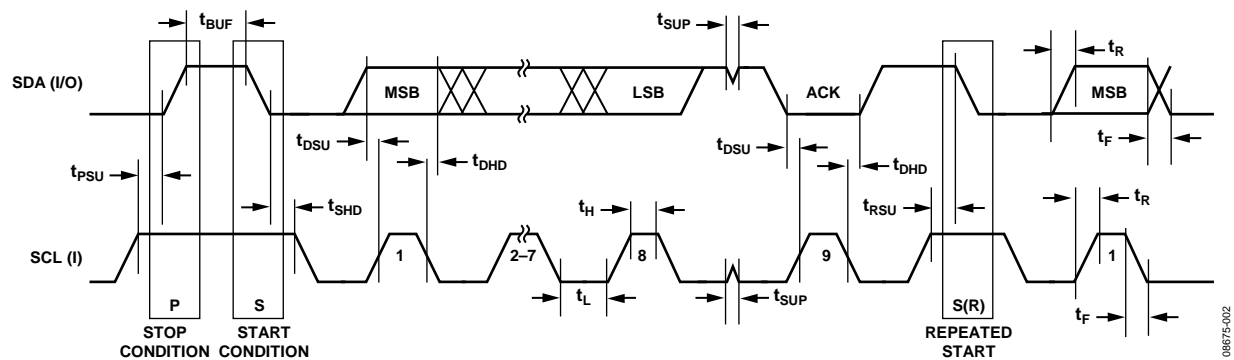 tBUF
tSUP
tR
SDA (I/O)
MSB
LSB
ACK
MSB
tDSU
tDHD
tDSU
tDHD
tF
tPSU
tSHD
tH
tRSU
tR
SCL (I)
1
2–7
8
9
1
P
S
tL
tSUP
S(R)
tF
STOP
CONDITION
START
CONDITION
REPEATED
START
08675-002